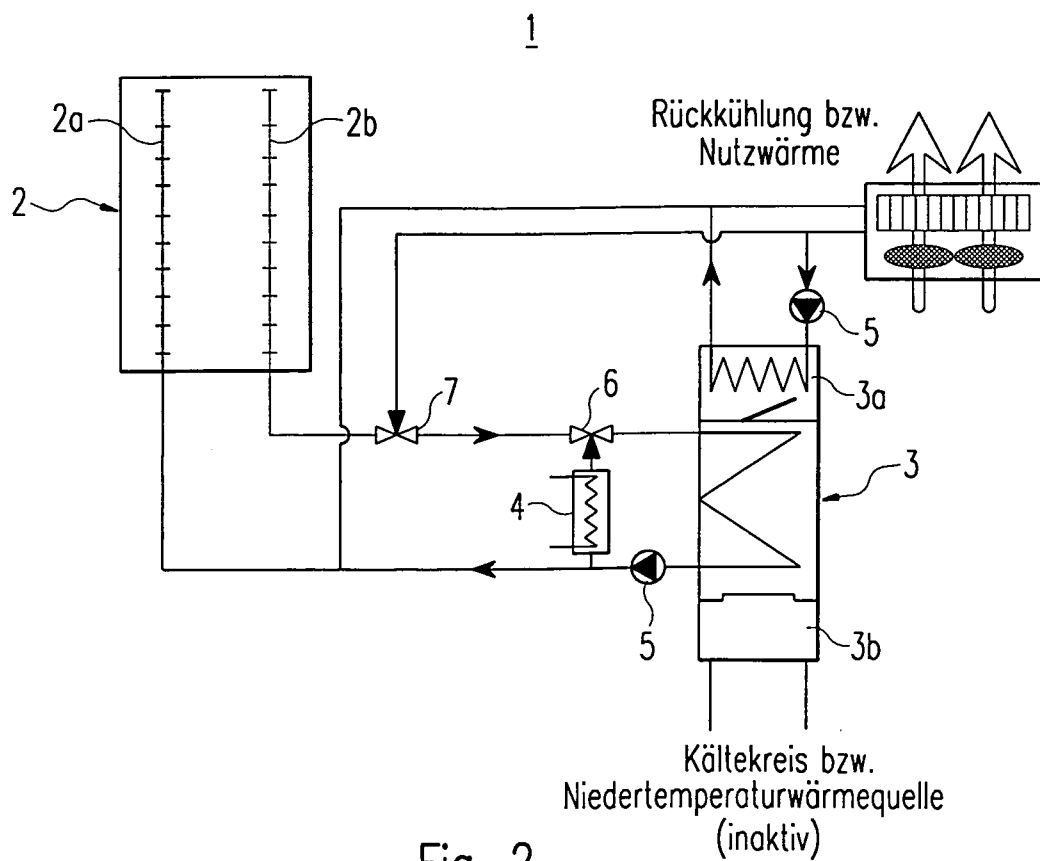 1
2a
2b
Rückkühlung bzw.
Nutzwärme
2
5
3a
7
6
3
4
5
3b
Kältekreis bzw.
Niedertemperaturwärmequelle
(inaktiv)
Fig. 2